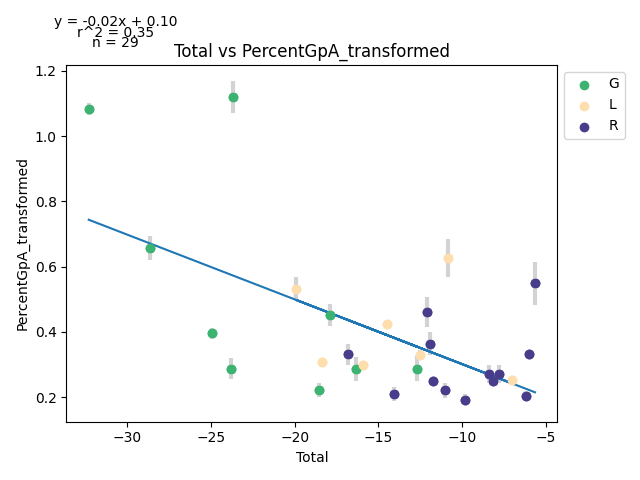 y = -0.02x + 0.10
r^2 = 0.35
n = 29
Total vs PercentGpA_transformed
G
L
R
PercentGpA_transformed
1.2
1.0
0.8
0.6
0.4
0.2
−30
−25
−20
−15
−10
−5
Total